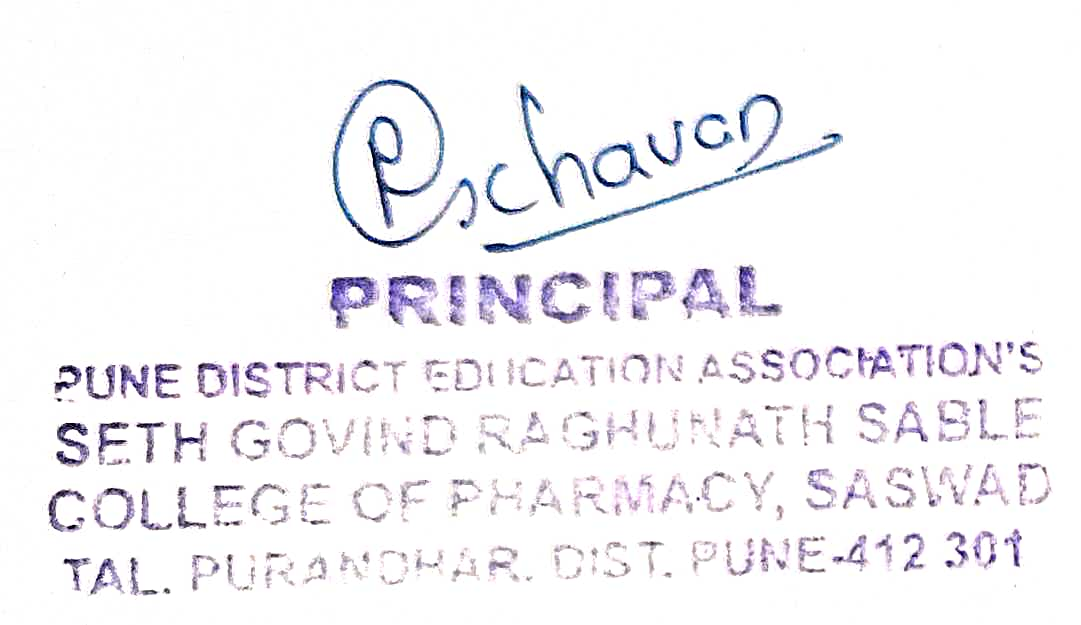 Pschavan
PRINCIPAL
PUNE DISTRICT EDUCATION ASSOCIATION'S
SETH GOVIND RAGHUNATH SABLE
COLLEGE OF PHARMACY, SASWAD
TAL. PURANDHAR. DIST. PUNE-412 301